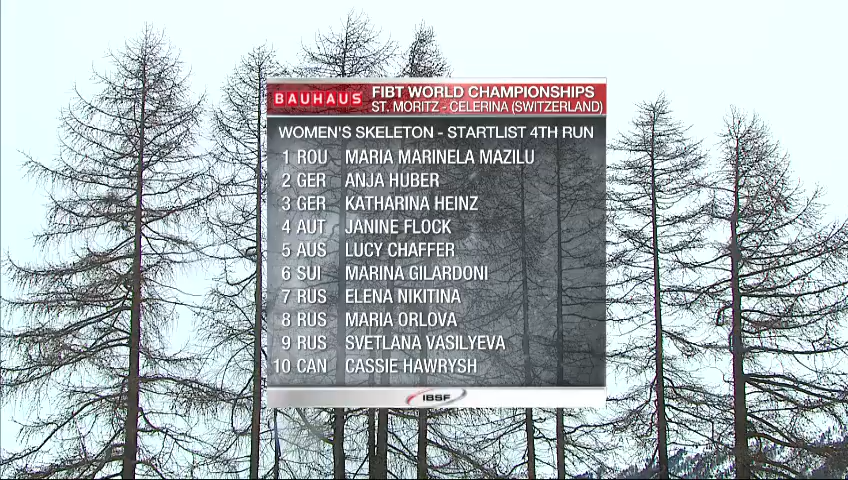 BAUHAUS FIBT WORLD CHAMPIONSHIPS
ST. MORITZ - CELERINA (SWITZERLAND)
WOMEN'S SKELETON - STARTLIST 4TH RUN
1 ROU MARIA MARINELA MAZILU
2 GER ANJA HUBER
3 GER KATHARINA HEINZ
4 AUT JANINE FLOCK
5 AUS LUCY CHAFFER
6 SUI MARINA GILARDONI
7 RUS ELENA NIKITINA
8 RUS MARIA ORLOVA
9 RUS SVETLANA VASILYEVA
10 CAN CASSIE HAWRYSH
IBSF